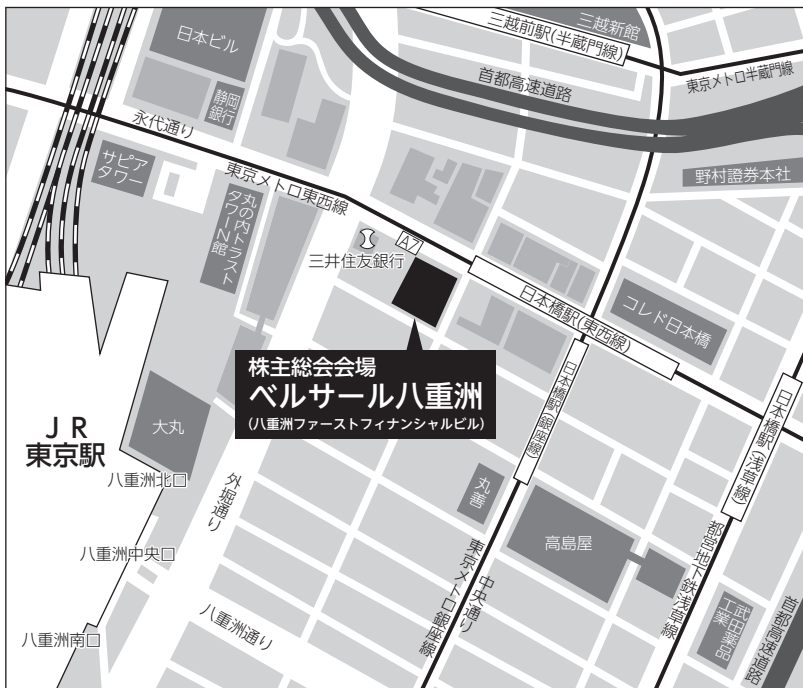 三越前駅(半蔵門線)
三越新館
日本ビル
首都高速道路
東京メトロ半蔵門線
静岡
銀行
永代通り
サピア
タワー
東京メトロ東西線
野村證券本社
丸の内トラスト
タワーN館
A7
三井住友銀行
日本橋駅(東西線)
コレド日本橋
株主総会会場
ベルサール八重洲
(八重洲ファーストフィナンシャルビル)
日本橋駅(銀座線)
日本橋駅(浅草線)
JR
東京駅
大丸
八重洲北口
外堀通り
丸善
高島屋
八重洲中央口
中央通り
東京メトロ銀座線
都営地下鉄浅草線
八重洲通り
八重洲南口
武田薬品
工業
首都高速道路